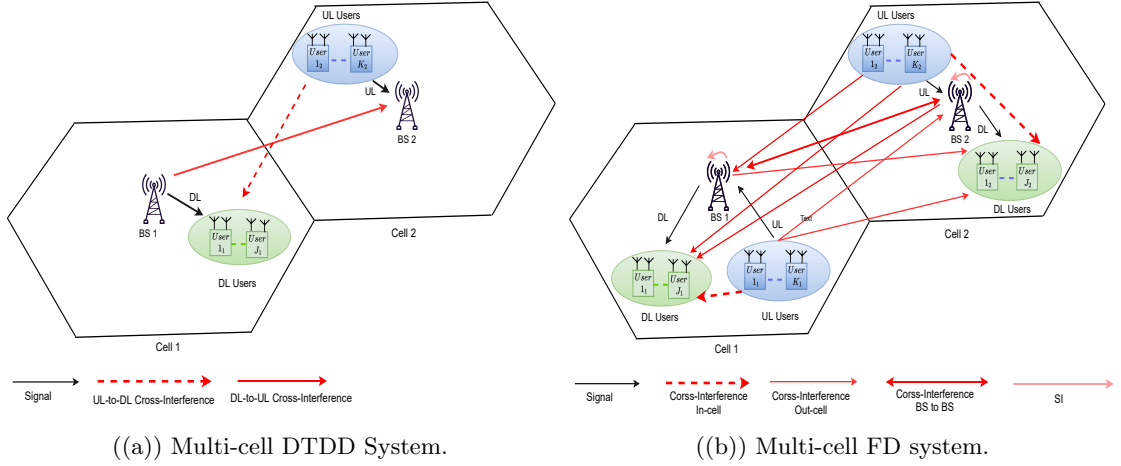 UL Users
User User
1₂ K₂
UL
BS 2
BS 1
DL
User User
1₁ J₁
DL Users
Cell 2
Cell 1
Signal
UL-to-DL Cross-Interference
DL-to-UL Cross-Interference
((a)) Multi-cell DTDD System.
UL Users
User User
1₂ K₂
UL
BS 2
DL
User User
1₂ J₂
DL Users
BS 1
DL
UL
Text
Cell 2
User User
1₁ J₁
DL Users
User User
1₁ K₁
UL Users
Cell 1
Signal
Corss-Interference
In-cell
Corss-Interference
Out-cell
Corss-Interference
BS to BS
SI
((b)) Multi-cell FD system.